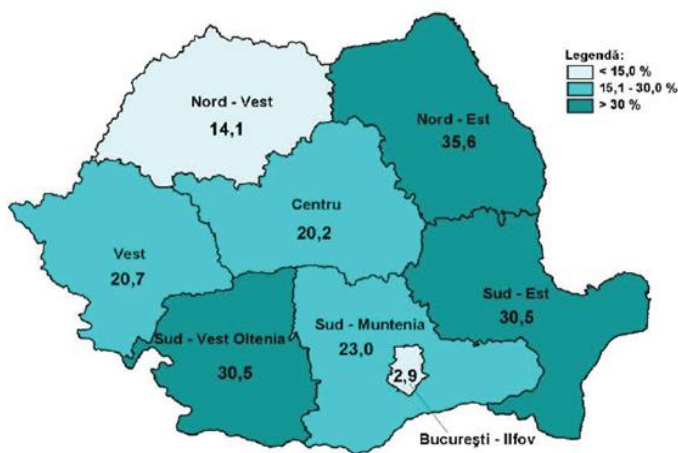 Legendă:
< 15,0 %
15,1 - 30,0 %
> 30 %
Nord - Vest
14,1
Nord - Est
35,6
Centru
20,2
Vest
20,7
Sud - Est
30,5
Sud - Vest Oltenia
30,5
Sud - Muntenia
23,0
2,9
Bucureşti - Ilfov